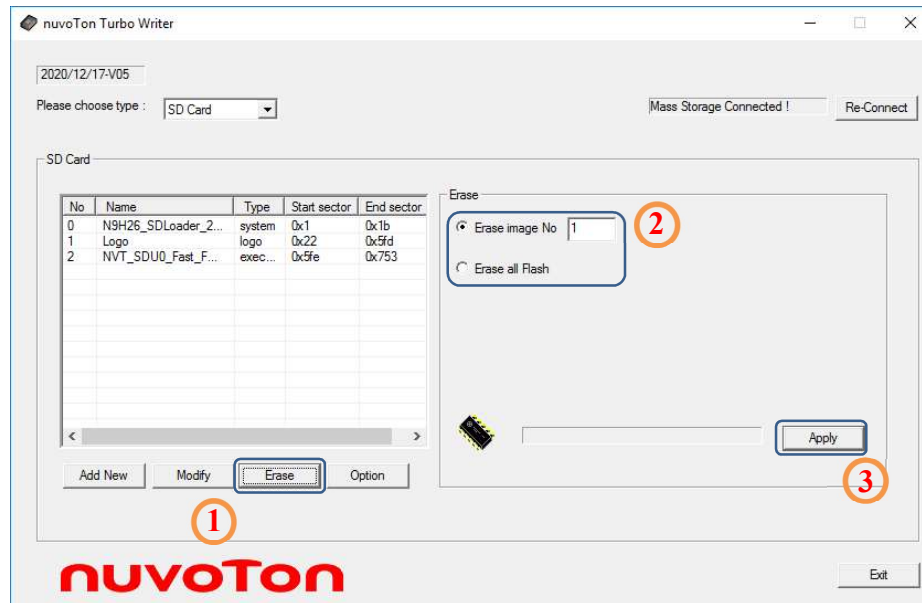 nuvoTon Turbo Writer
2020/12/17-V05
Please choose type :
SD Card
Mass Storage Connected !
Re-Connect
SD Card
No Name Type Start sector End sector
0 N9H26_SDLoader_2... system 0x1 0x1b
1 Logo logo 0x22 0x5fd
2 NVT_SDU0_Fast_F... exec... 0x5fe 0x753
Erase
Erase image No 1
2
Erase all Flash
Add New Modify Erase Option
1
Apply
3
nuvoTon
Exit